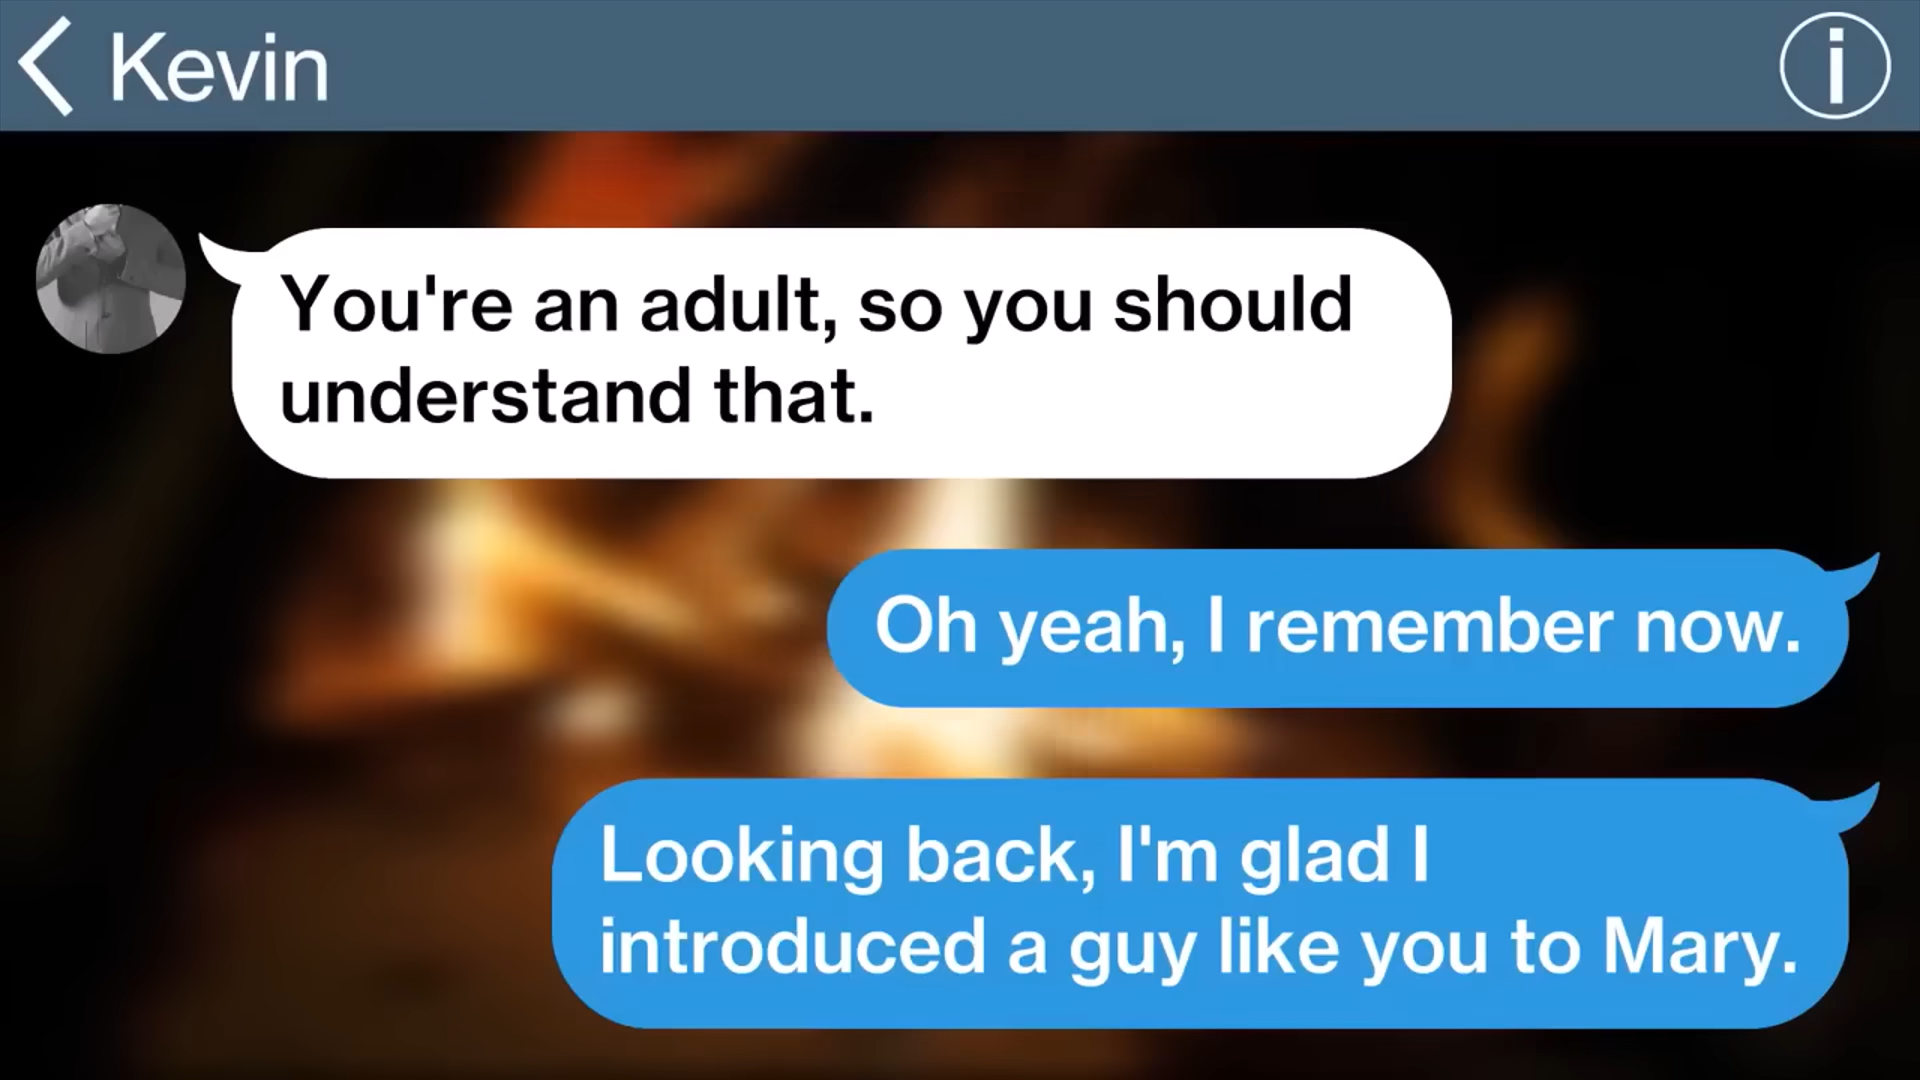 Kevin
You're an adult, so you should
understand that.
Oh yeah, I remember now.
Looking back, I'm glad I
introduced a guy like you to Mary.